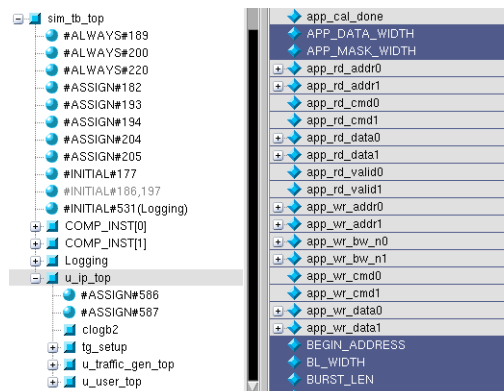 sim_tb_top
#ALWAYS#189
#ALWAYS#200
#ALWAYS#220
#ASSIGN#182
#ASSIGN#193
#ASSIGN#194
#ASSIGN#204
#ASSIGN#205
#INITIAL#177
#INITIAL#186,197
#INITIAL#531(Logging)
COMP_INST[0]
COMP_INST[1]
Logging
u_ip_top
#ASSIGN#586
#ASSIGN#587
clogb2
tg_setup
u_traffic_gen_top
u_user_top
app_cal_done
APP_DATA_WIDTH
APP_MASK_WIDTH
app_rd_addr0
app_rd_addr1
app_rd_cmd0
app_rd_cmd1
app_rd_data0
app_rd_data1
app_rd_valid0
app_rd_valid1
app_wr_addr0
app_wr_addr1
app_wr_bw_n0
app_wr_bw_n1
app_wr_cmd0
app_wr_cmd1
app_wr_data0
app_wr_data1
BEGIN_ADDRESS
BL_WIDTH
BURST_LEN